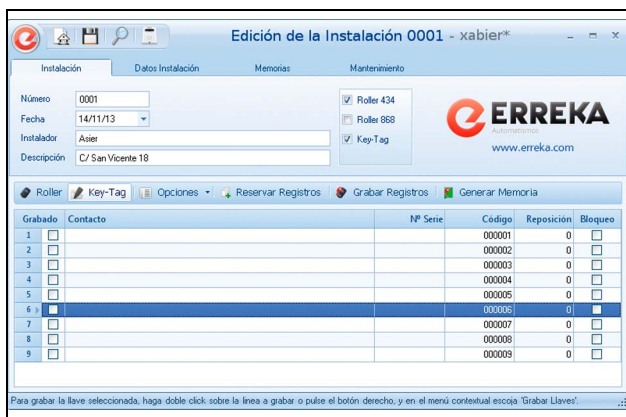 Edición de la Instalación 0001 - xabier*
Instalación Datos Instalación Memorias Mantenimiento
Número 0001
Fecha 14/11/13
Instalador Asier
Descripción C/ San Vicente 18
Roller 434
Roller 868
Key-Tag
ERREKA
Automatismos
www.erreka.com
Roller Key-Tag Opciones Reservar Registros Grabar Registros Generar Memoria
Grabado Contacto Nº Serie Código Reposición Bloqueo
1 000001 0
2 000002 0
3 000003 0
4 000004 0
5 000005 0
6 000006 0
7 000007 0
8 000008 0
9 000009 0
Para grabar la llave seleccionada, haga doble click sobre la linea a grabar o pulse el botón derecho, y en el menú contextual escoja 'Grabar Llaves'.